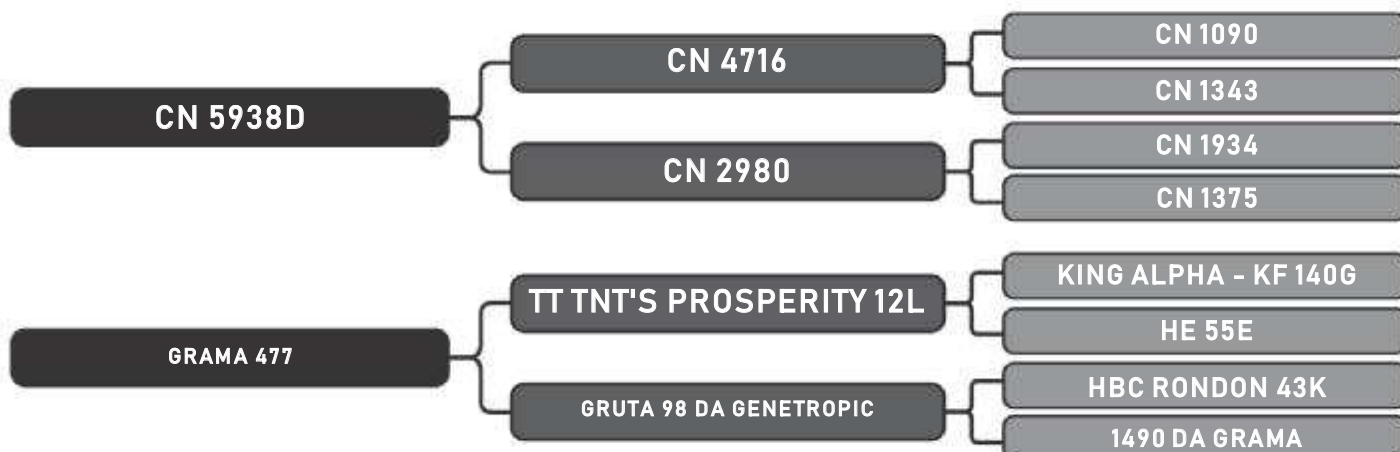 CN 5938D
CN 4716
CN 1090
CN 1343
CN 2980
CN 1934
CN 1375
GRAMA 477
TT TNT'S PROSPERITY 12L
KING ALPHA - KF 140G
HE 55E
GRUTA 98 DA GENETROPIC
HBC RONDON 43K
1490 DA GRAMA